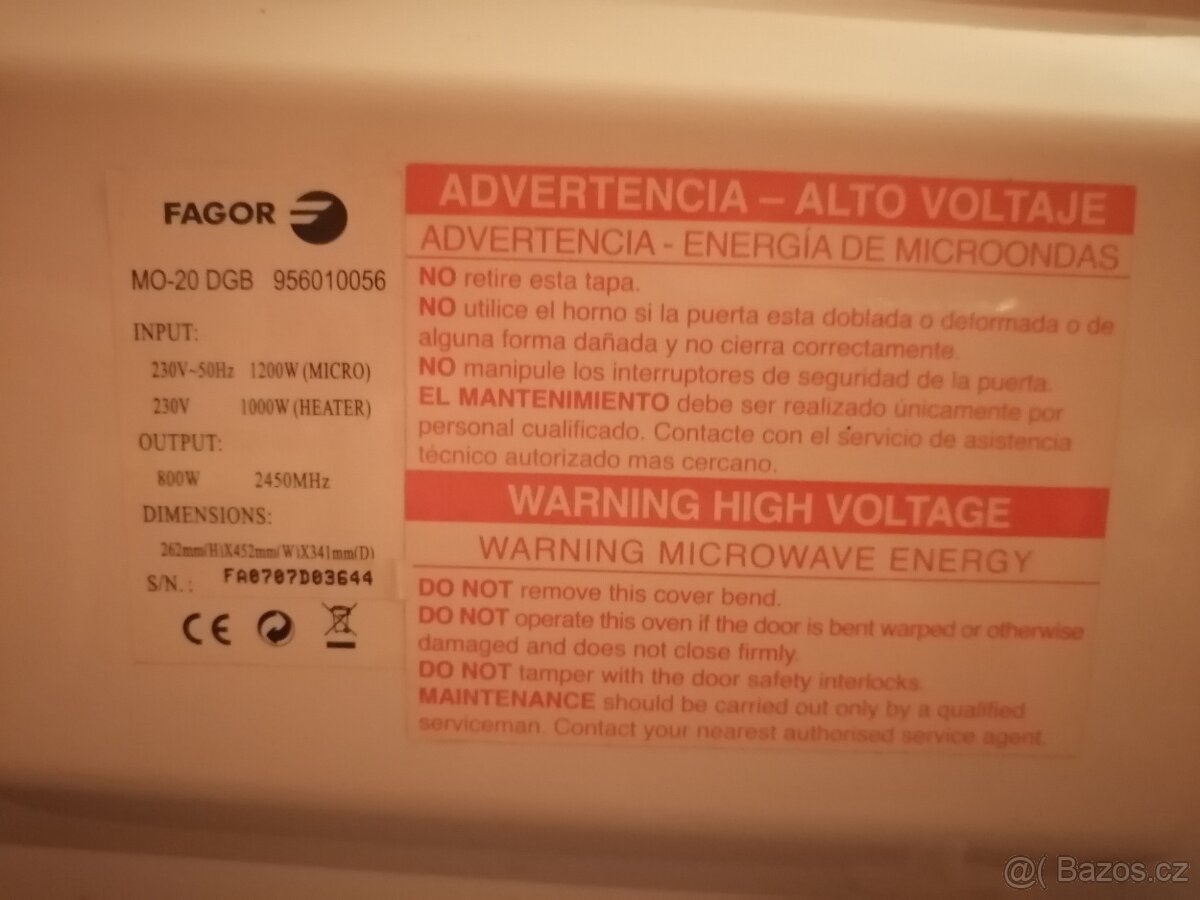 FAGOR
MO-20 DGB 956010056
INPUT:
230V~50Hz 1200W (MICRO)
230V 1000W (HEATER)
OUTPUT:
800W 2450MHz
DIMENSIONS:
262mm(H)X452mm(W)X341mm(D)
S/N.: FA0707D03644
CE
ADVERTENCIA – ALTO VOLTAJE
ADVERTENCIA - ENERGÍA DE MICROONDAS
NO retire esta tapa.
NO utilice el horno si la puerta esta doblada o deformada o de
alguna forma dañada y no cierra correctamente.
NO manipule los interruptores de seguridad de la puerta.
EL MANTENIMIENTO debe ser realizado únicamente por
personal cualificado. Contacte con el servicio de asistencia
técnico autorizado mas cercano.
WARNING HIGH VOLTAGE
WARNING MICROWAVE ENERGY
DO NOT remove this cover bend.
DO NOT operate this oven if the door is bent warped or otherwise
damaged and does not close firmly.
DO NOT tamper with the door safety interlocks.
MAINTENANCE should be carried out only by a qualified
serviceman. Contact your nearest authorised service agent.
@( Bazos.cz